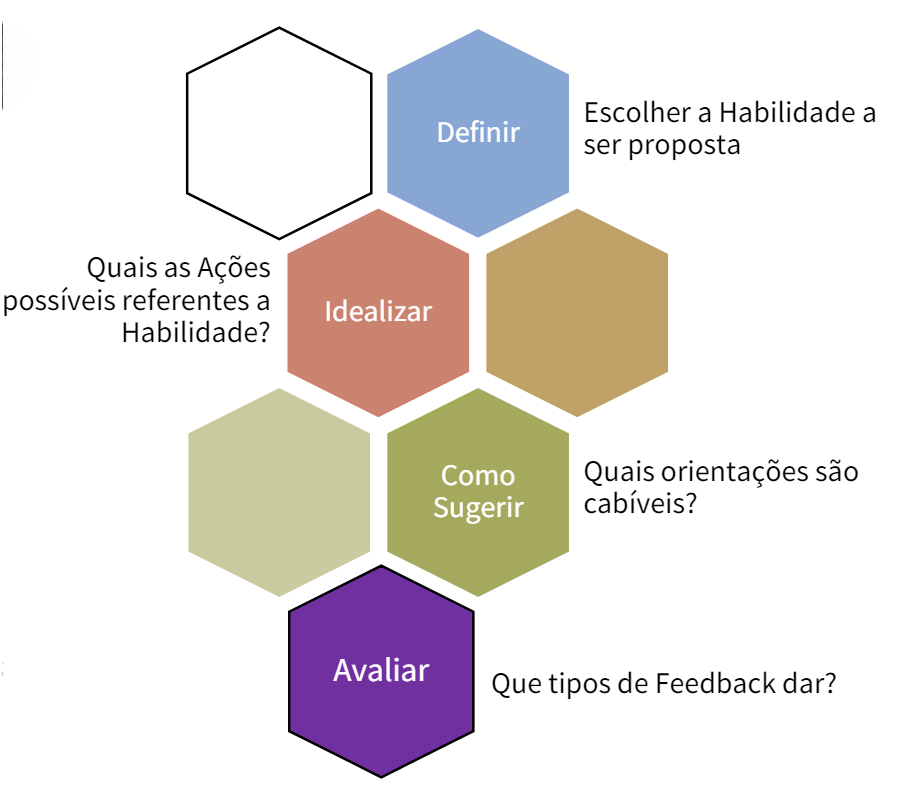 Definir
Escolher a Habilidade a
ser proposta
Quais as Ações
possíveis referentes a
Habilidade?
Idealizar
Como
Sugerir
Quais orientações são
cabíveis?
Avaliar
Que tipos de Feedback dar?